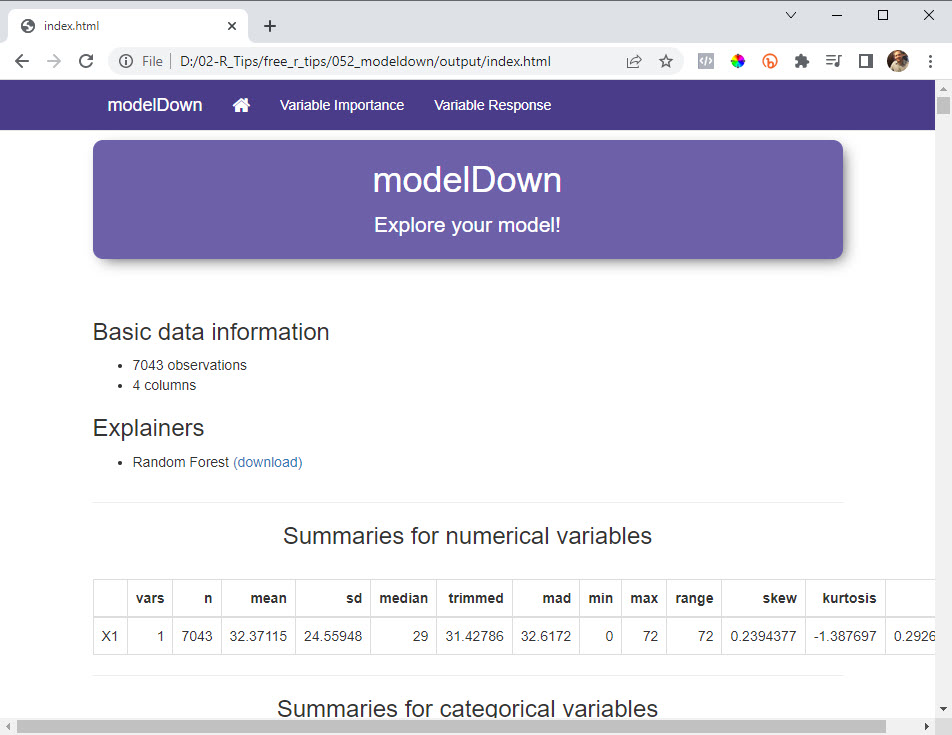 index.html
File D:/02-R_Tips/free_r_tips/052_modeldown/output/index.html
modelDown Variable Importance Variable Response
modelDown
Explore your model!
Basic data information
7043 observations
4 columns
Explainers
Random Forest (download)
Summaries for numerical variables
vars n mean sd median trimmed mad min max range skew kurtosis
X1 1 7043 32.37115 24.55948 29 31.42786 32.6172 0 72 72 0.2394377 -1.387697 0.2926
Summaries for categorical variables